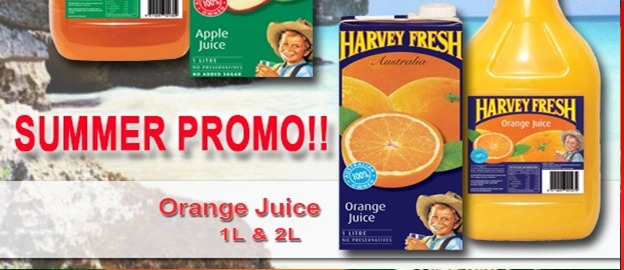 Apple
Juice
1 LITRE
NO PRESERVATIVES
NO ADDED SUGAR
HARVEY FRESH
Australia
SUMMER PROMO!!
HARVEY FRESH
Orange Juice
100%
Orange
Juice
1 LITRE
NO PRESERVATIVES
Orange Juice
1L & 2L